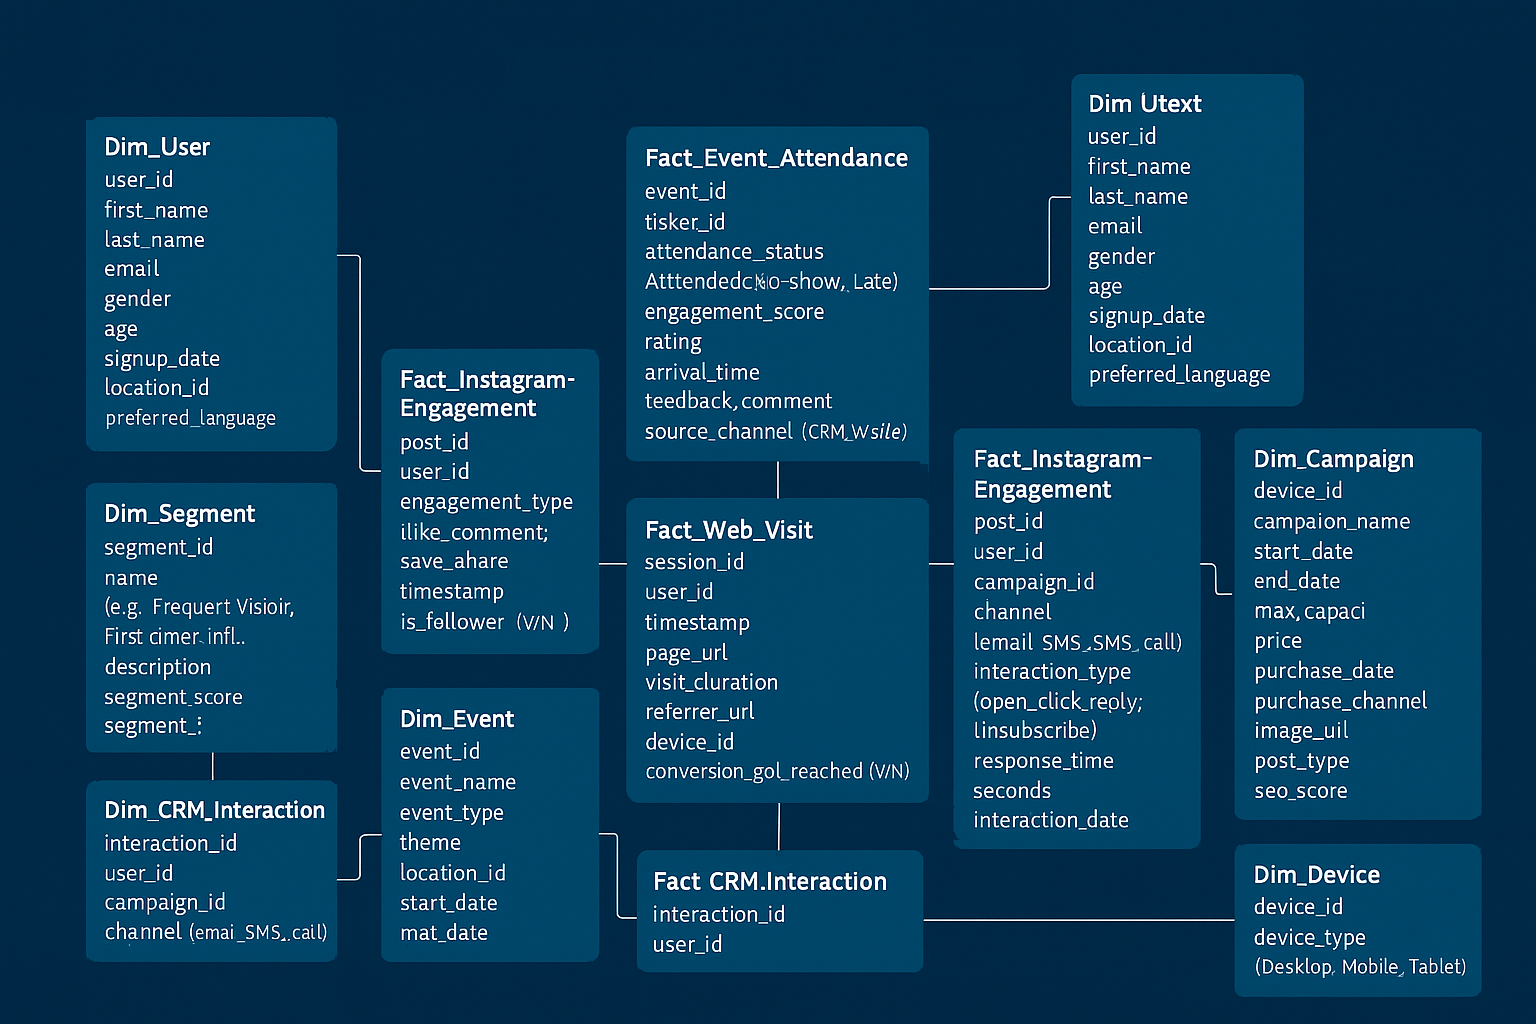 Dim_User
user_id
first_name
last_name
email
gender
age
signup_date
location_id
preferred_language
Dim_Segment
segment_id
name
(e.g. Frequert Visioir,
First cimer infl..
description
segment_score
segment_:
Dim_CRM_Interaction
interaction_id
user_id
campaign_id
channel (emai_SMS_,cail)
Fact_Instagram-
Engagement
post_id
user_id
engagement_type
ilike_comment;
save_ahare
timestamp
is_follower (V/N )
Dim_Event
event_id
event_name
event_type
theme
location_id
start_date
mat_date
Fact_Event_Attendance
event_id
tisker_id
attendance_status
-show, Late)
engagement_score
rating
arrival_time
teedback,comment
source_channel (CRM_Wsile)
Fact_Web_Visit
session_id
user_id
timestamp
page_url
visit_cluration
referrer_url
device_id
conversion_gol_reached (V/N)
Fact CRM.Interaction
interaction_id
user_id
Dim Utext
user_id
first_name
last_name
email
gender
age
signup_date
location_id
preferred_language
Fact_Instagram-
Engagement
post_id
user_id
campaign_id
channel
lemail SMS_SMS_ call)
interaction_type
(open_click_reply;
linsubscribe)
response_time
seconds
interaction_date
Dim_Campaign
device_id
campaion_name
start_date
end_date
max,capaci
price
purchase_date
purchase_channel
image_uil
post_type
seo_score
Dim_Device
device_id
device_type
(Desklop, Mobile, Tablet)